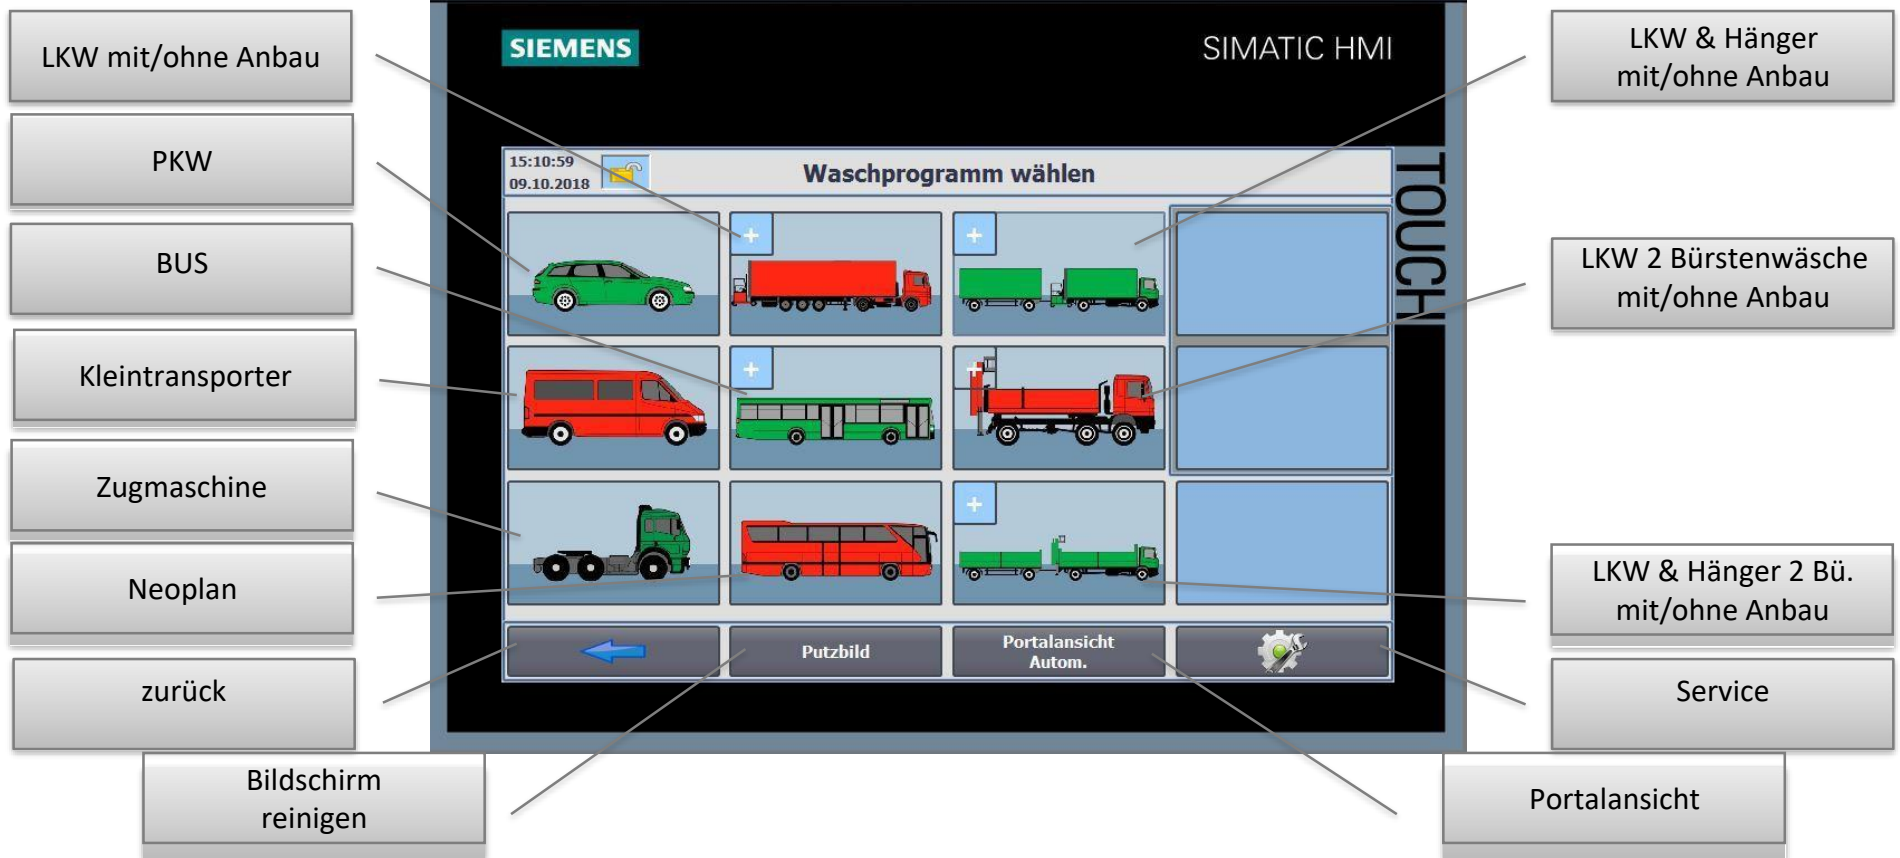 LKW mit/ohne Anbau
PKW
BUS
Kleintransporter
Zugmaschine
Neoplan
zurück
Bildschirm
reinigen
SIEMENS
SIMATIC HMI
TOUCH
15:10:59
09.10.2018
Waschprogramm wählen
+
+
+
+
+
Putzbild
Portalansicht
Autom.
LKW & Hänger
mit/ohne Anbau
LKW 2 Bürstenwäsche
mit/ohne Anbau
LKW & Hänger 2 Bü.
mit/ohne Anbau
Service
Portalansicht